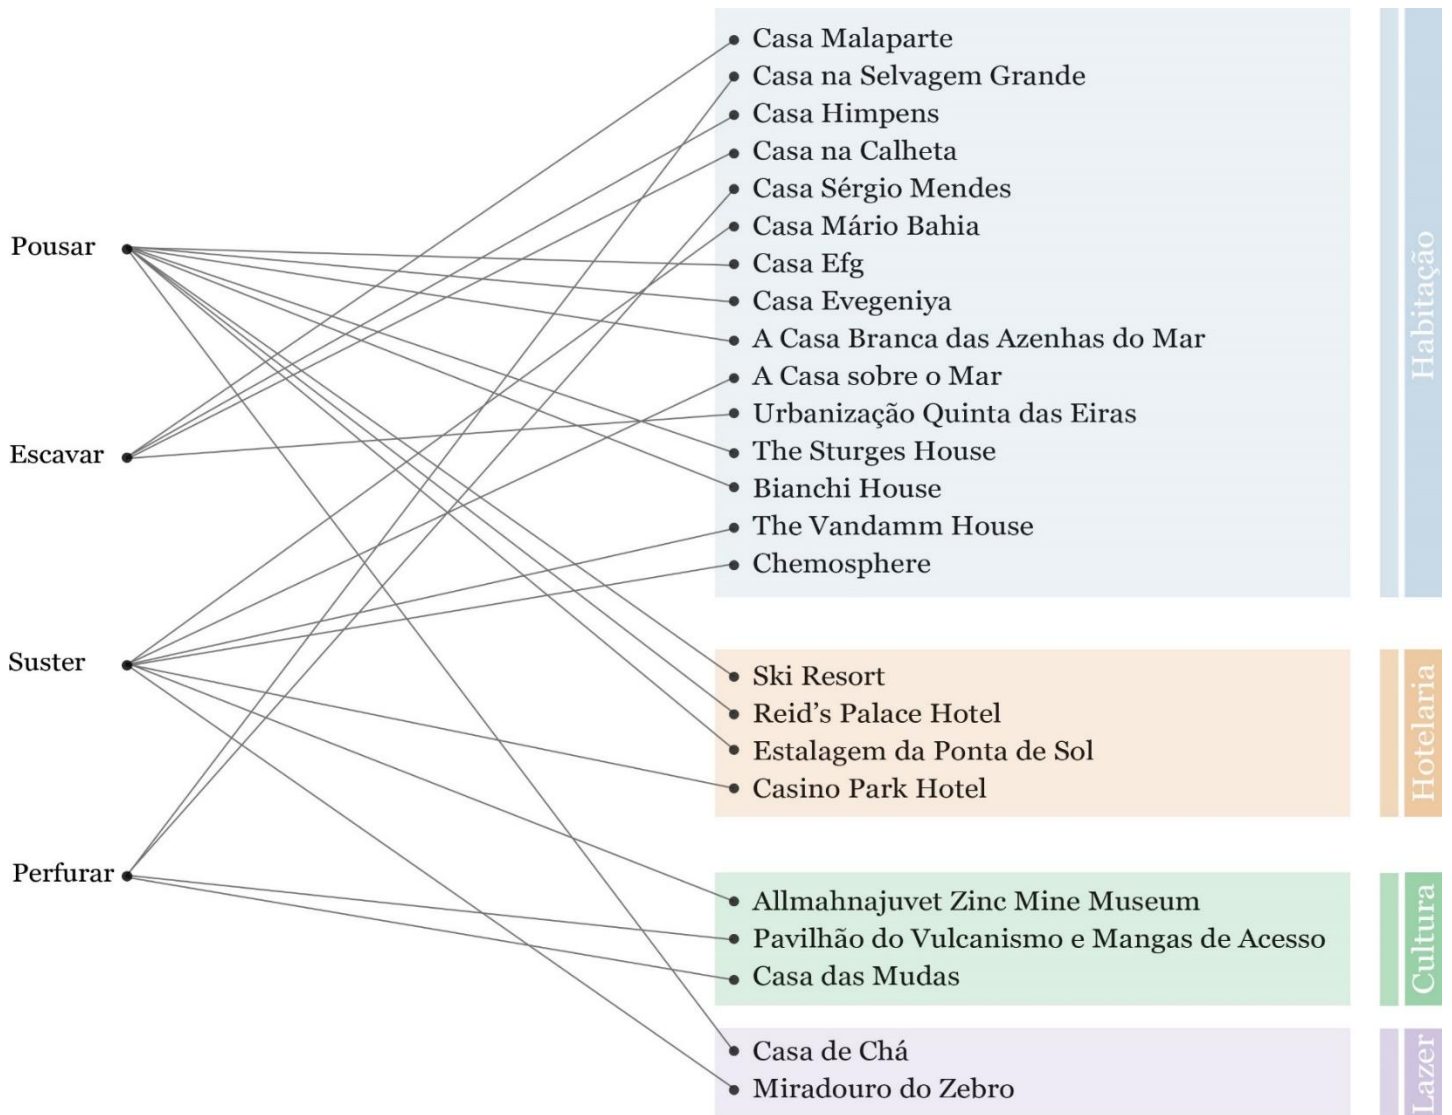 Pousar
Escavar
Suster
Perfurar
Casa Malaparte
Casa na Selvagem Grande
Casa Himpens
Casa na Calheta
Casa Sérgio Mendes
Casa Mário Bahia
Casa Efg
Casa Evegeniya
A Casa Branca das Azenhas do Mar
A Casa sobre o Mar
Urbanização Quinta das Eiras
The Sturges House
Bianchi House
The Vandamm House
Chemosphere
Habitação
Ski Resort
Reid's Palace Hotel
Estalagem da Ponta de Sol
Casino Park Hotel
Hotelaria
Allmahnajuvet Zinc Mine Museum
Pavilhão do Vulcanismo e Mangas de Acesso
Casa das Mudas
Cultura
Casa de Chá
Miradouro do Zebro
Lazer